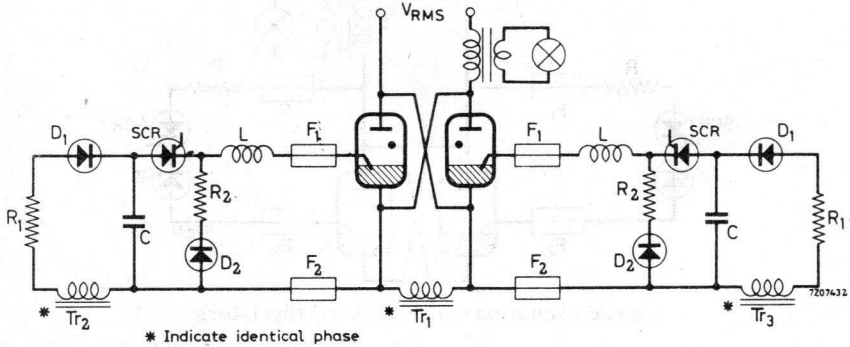 V_RMS
D₁ SCR L F₁ F₁ L SCR D₁
R₁ C R₂ R₂ C R₁
D₂ F₂ F₂ D₂
* Tr₂ * Tr₁ * Tr₃
7Z07432
* Indicate identical phase